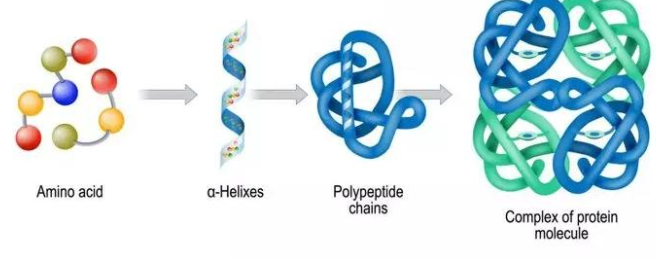 Amino acid
α-Helixes
Polypeptide
chains
Complex of protein
molecule